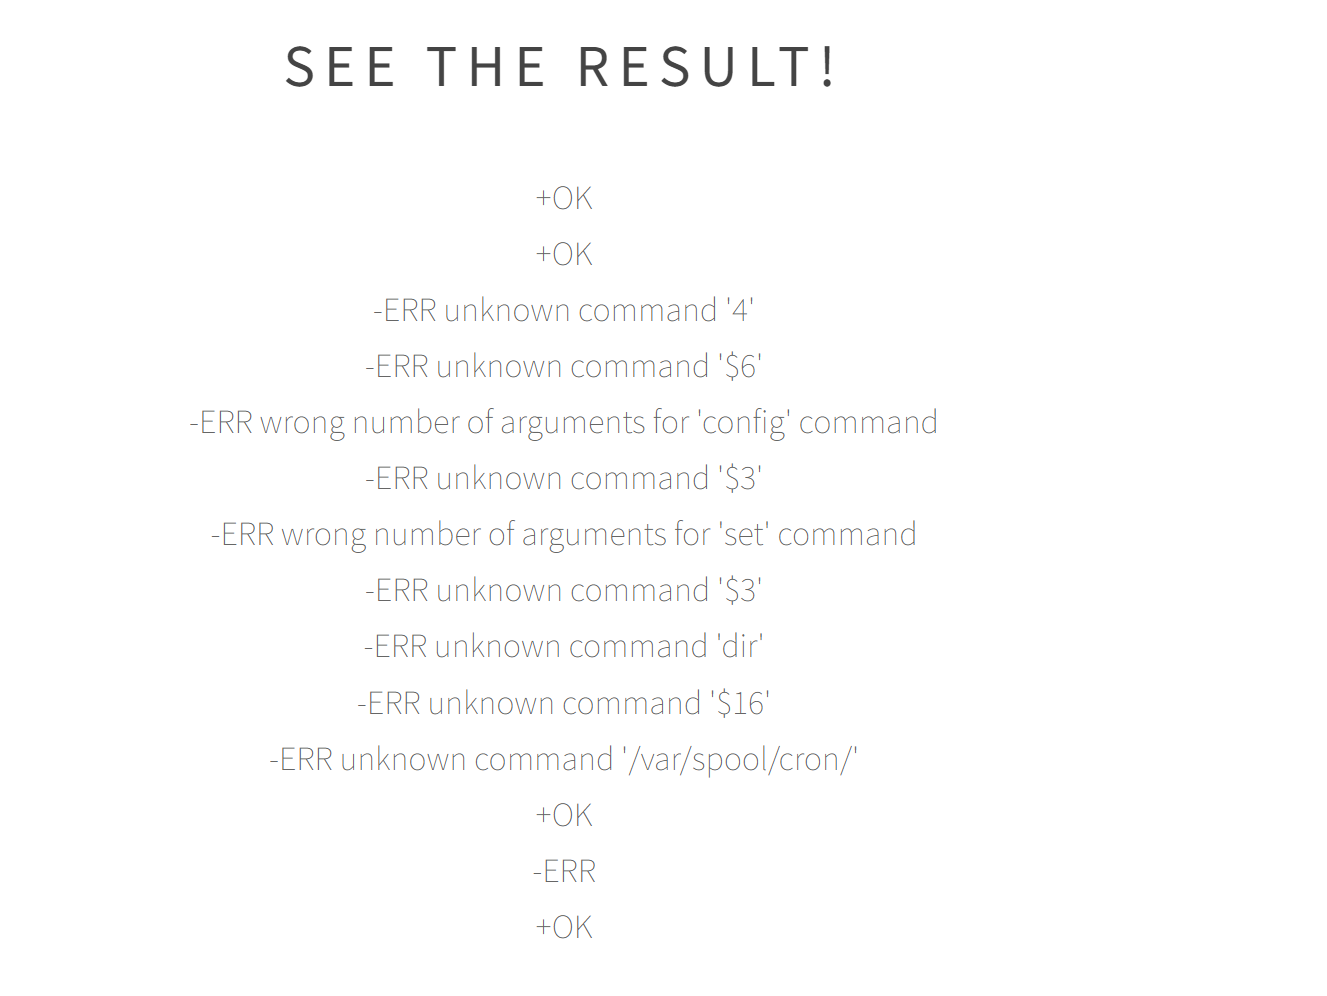 SEE THE RESULT!
+OK
+OK
-ERR unknown command '4'
-ERR unknown command '$6'
-ERR wrong number of arguments for 'config' command
-ERR unknown command '$3'
-ERR wrong number of arguments for 'set' command
-ERR unknown command '$3'
-ERR unknown command 'dir'
-ERR unknown command '$16'
-ERR unknown command '/var/spool/cron/'
+OK
-ERR
+OK